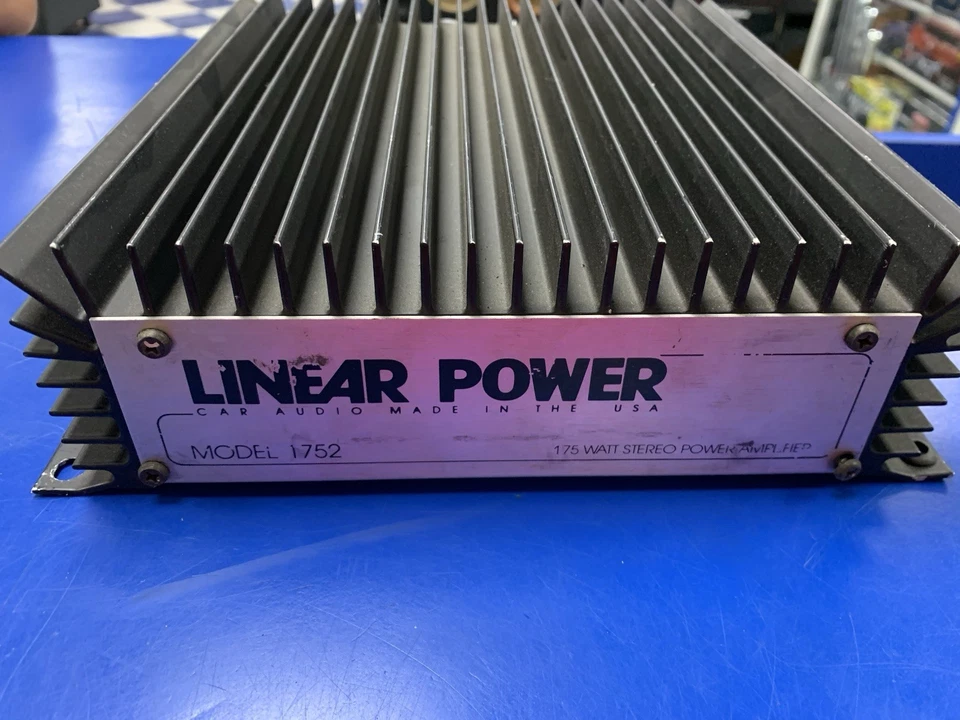 LINEAR POWER
CAR AUDIO MADE IN THE USA
MODEL 1752
175 WATT STEREO POWER AMPLIFIER